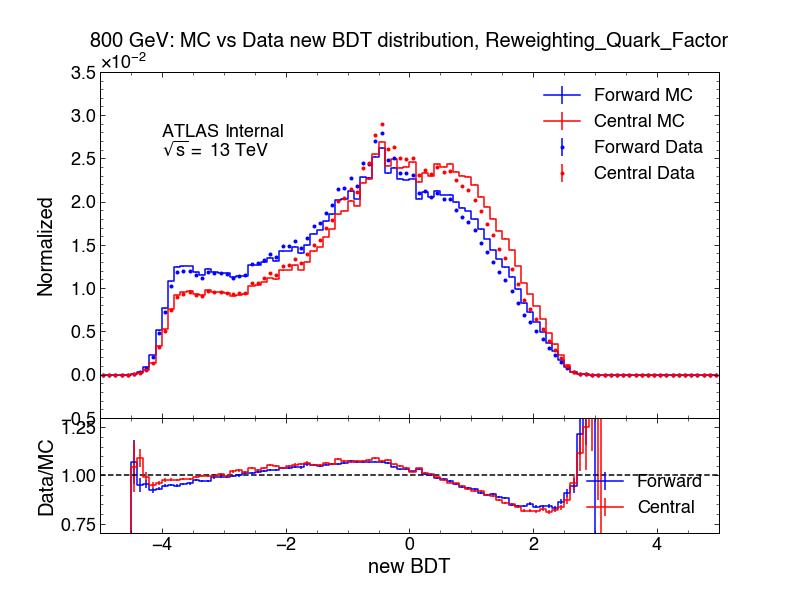 800 GeV: MC vs Data new BDT distribution, Reweighting_Quark_Factor
×10⁻²
3.5
3.0
2.5
2.0
1.5
1.0
0.5
0.0
−0.5
Normalized
ATLAS Internal
√s = 13 TeV
Forward MC
Central MC
Forward Data
Central Data
1.25
1.00
0.75
Data/MC
Forward
Central
−4 −2 0 2 4
new BDT